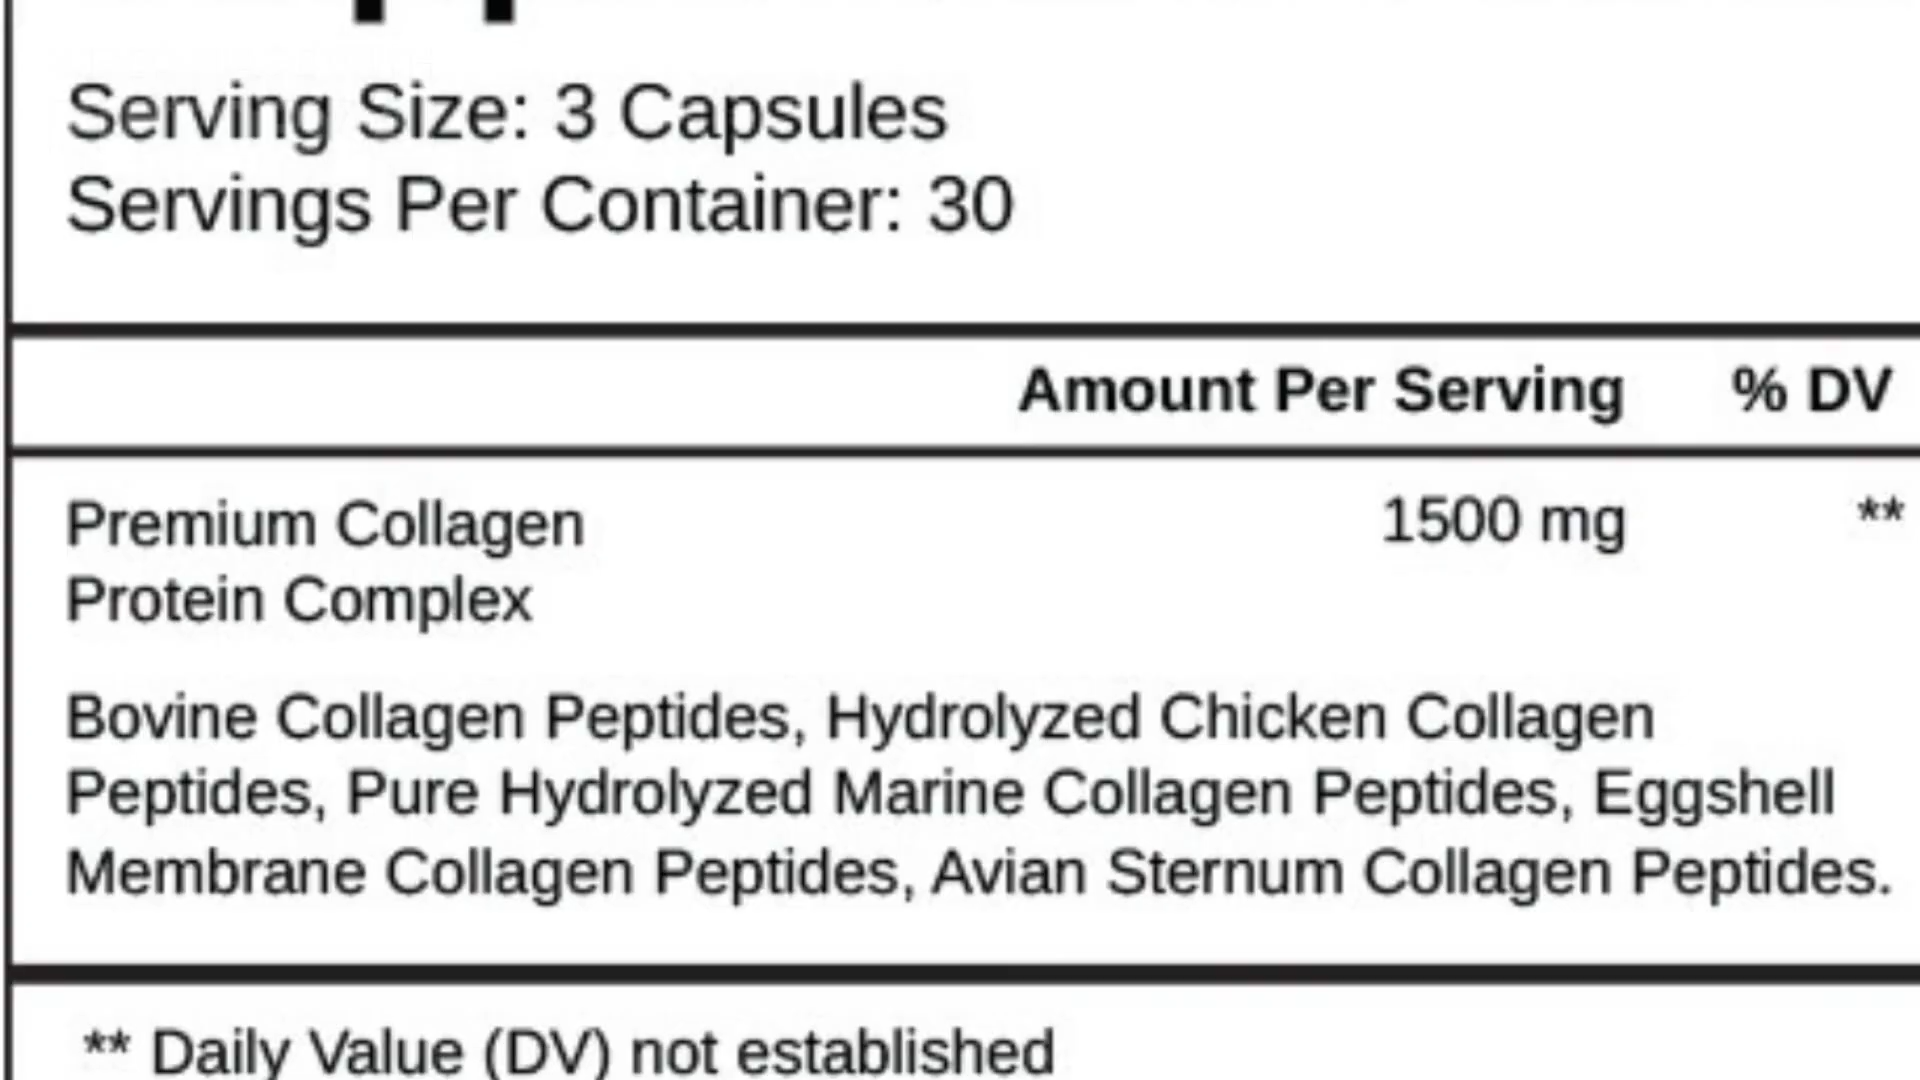 Serving Size: 3 Capsules
Servings Per Container: 30
Amount Per Serving % DV
Premium Collagen 1500 mg **
Protein Complex
Bovine Collagen Peptides, Hydrolyzed Chicken Collagen
Peptides, Pure Hydrolyzed Marine Collagen Peptides, Eggshell
Membrane Collagen Peptides, Avian Sternum Collagen Peptides.
** Daily Value (DV) not established